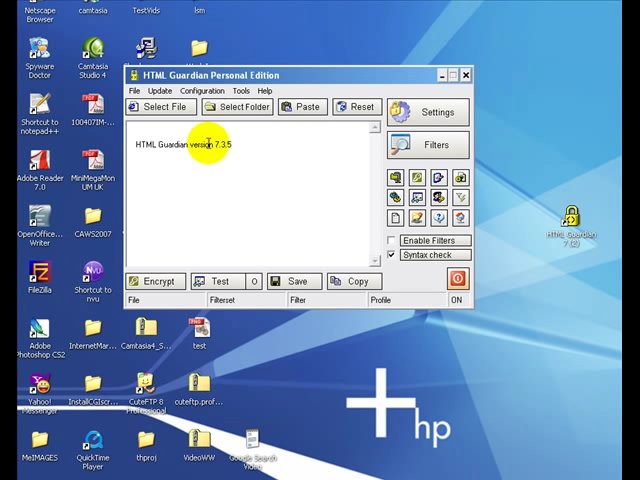 Netscape
Browser
camtasia
TestVids
lsm
Spyware
Doctor
Camtasia
Studio 4
Shortcut to
notepad++
100407IM-...
Adobe Reader
7.0
MiniMegaMon
UM UK
OpenOffice....
Writer
CAWS2007
FileZilla
Shortcut to
nvu
Adobe
Photoshop CS2
InternetMar...
Camtasia4_S...
test
Yahoo!
Messenger
InstallCGIscr...
CuteFTP 8
Professional
cuteftp.prof...
MeIMAGES
QuickTime
Player
thproj
VideoWW
Google Search
Video
HTML Guardian
7 (2)
HTML Guardian Personal Edition
File Update Configuration Tools Help
Select File Select Folder Paste Reset
Settings
Filters
HTML Guardian version 7.3.5
Enable Filters
Syntax check
Encrypt Test O Save Copy
File Filterset Filter Profile ON
hp